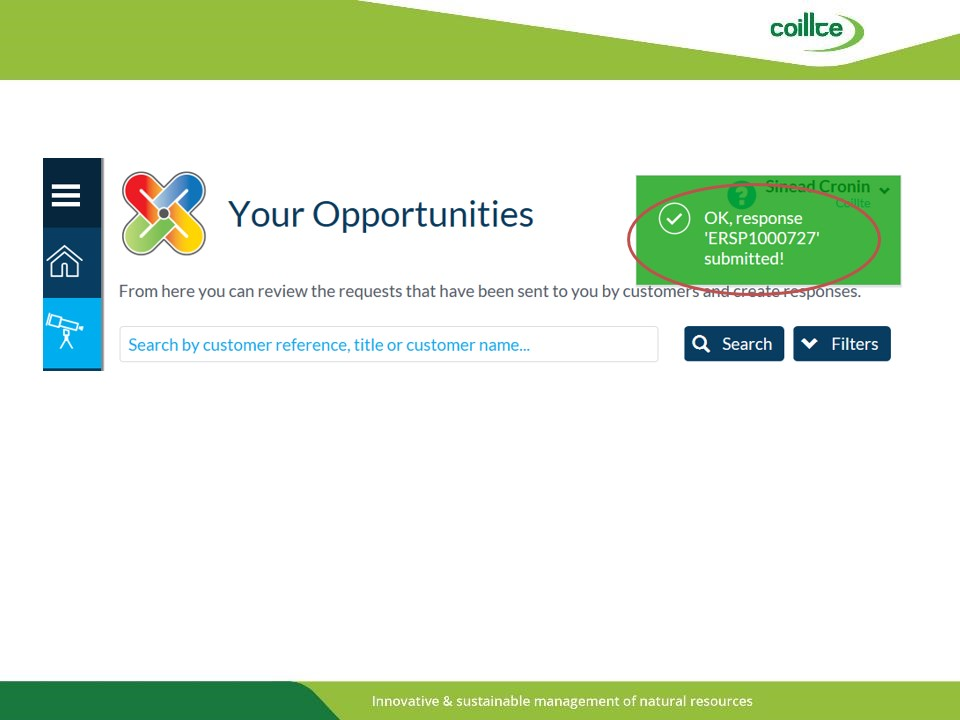 coillte
Your Opportunities
Sinead Cronin
Coillte
OK, response
'ERSP1000727'
submitted!
From here you can review the requests that have been sent to you by customers and create responses.
Search by customer reference, title or customer name...
Search
Filters
Innovative & sustainable management of natural resources